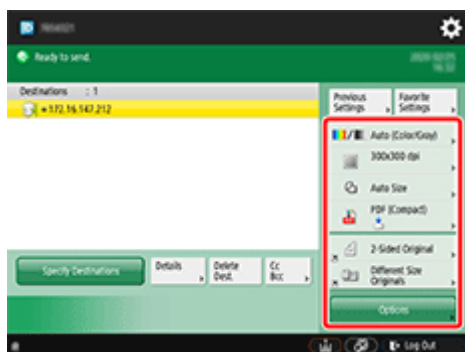 Ready to send.
Destinations : 1
172.16.147.212
Previous Settings
Favorite Settings
Auto (Color/Gray)
300x300 dpi
Auto Size
PDF (Compact)
2-Sided Original
Different Size Originals
Options
Specify Destinations
Details
Delete Dest.
Cc Bcc
Log Out